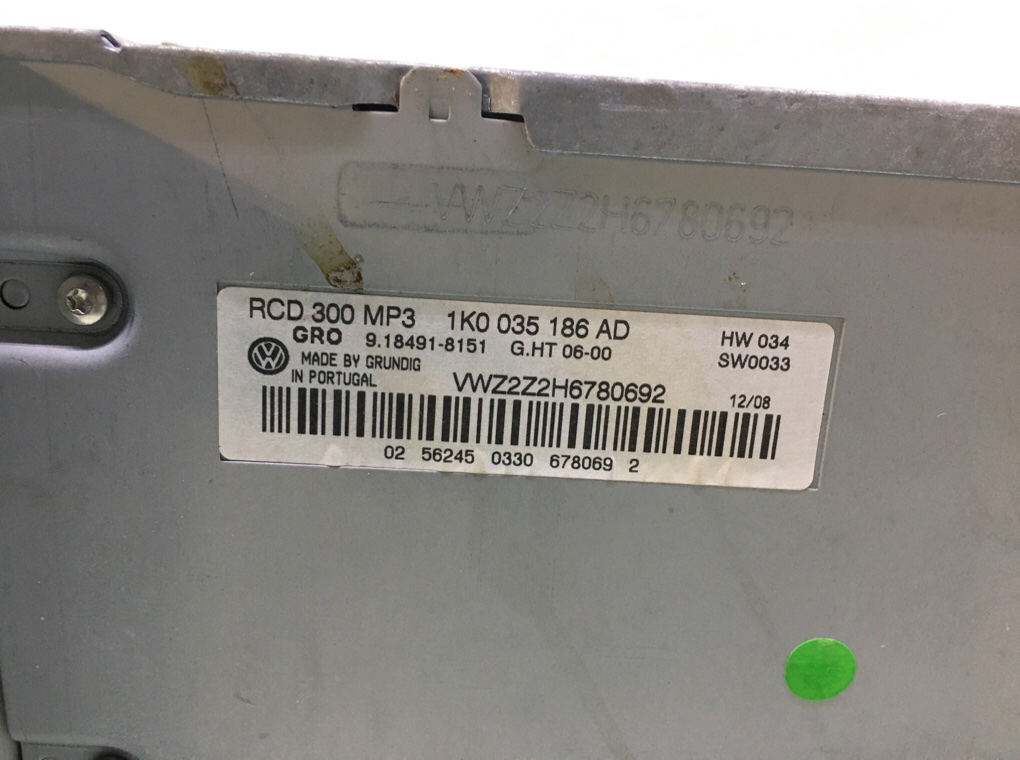 VWZ2Z2H6780692
RCD 300 MP3 1K0 035 186 AD
GRO 9.18491-8151 G.HT 06-00
HW 034
SW0033
MADE BY GRUNDIG
IN PORTUGAL
VWZ2Z2H6780692
12/08
02 56245 0330 678069 2